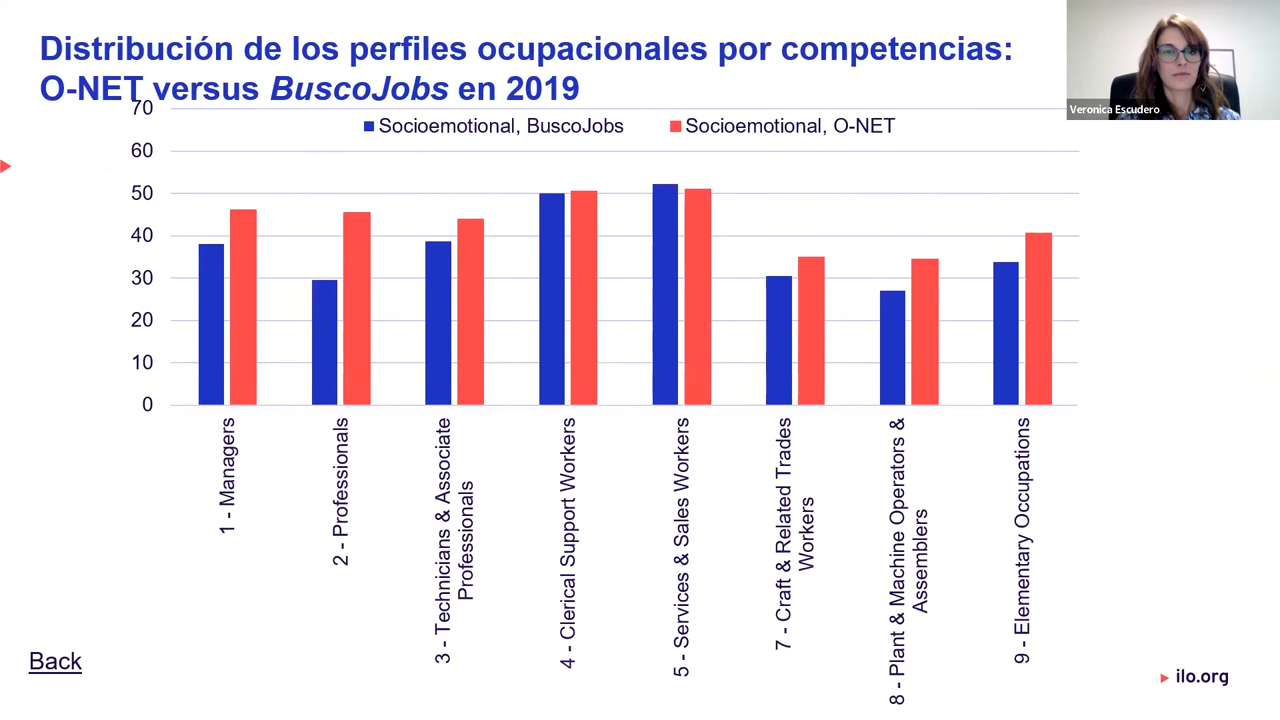 Distribución de los perfiles ocupacionales por competencias:
O-NET versus BuscoJobs en 2019
Veronica Escudero
Socioemotional, BuscoJobs
Socioemotional, O-NET
70
60
50
40
30
20
10
0
1 - Managers
2 - Professionals
3 - Technicians & Associate
Professionals
4 - Clerical Support Workers
5 - Services & Sales Workers
7 - Craft & Related Trades
Workers
8 - Plant & Machine Operators &
Assemblers
9 - Elementary Occupations
Back
ilo.org